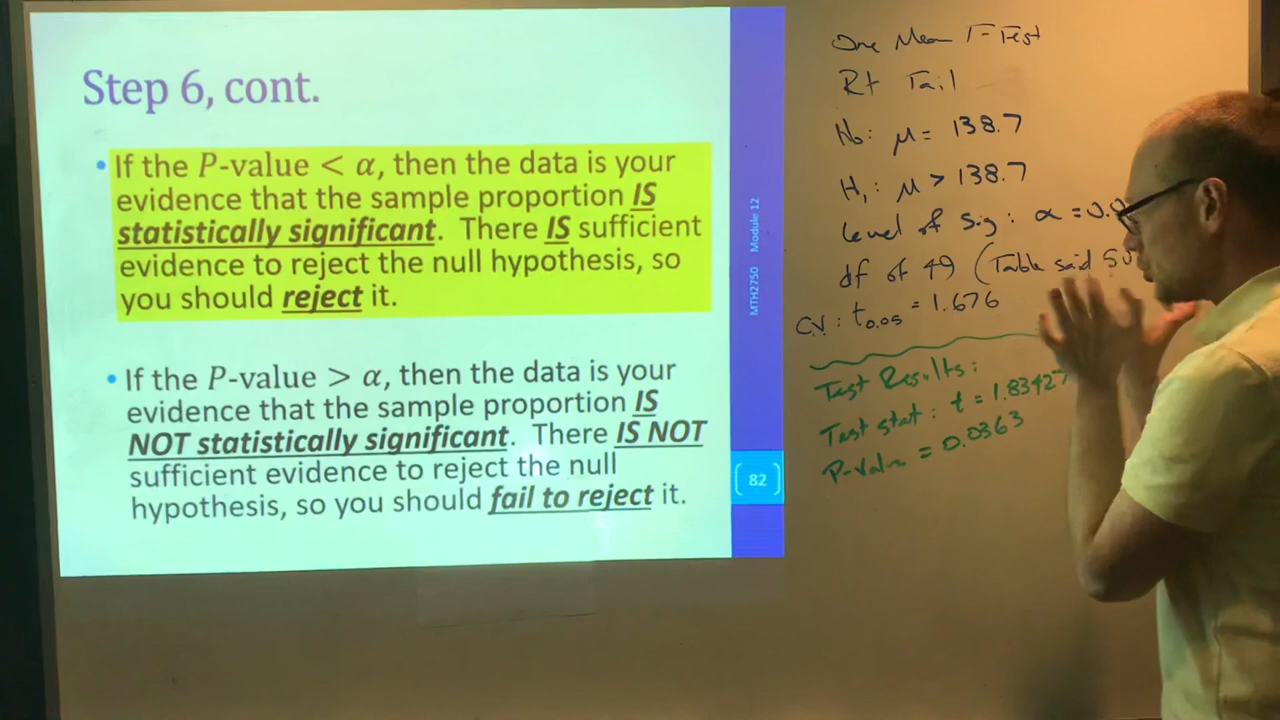 Step 6, cont.
• If the P-value < α, then the data is your
evidence that the sample proportion IS
statistically significant. There IS sufficient
evidence to reject the null hypothesis, so
you should reject it.
• If the P-value > α, then the data is your
evidence that the sample proportion IS
NOT statistically significant. There IS NOT
sufficient evidence to reject the null
hypothesis, so you should fail to reject it.
MTH2750 Module 12
82
One Mean T-Test
Rt Tail
H₀: μ = 138.7
H₁: μ > 138.7
Level of Sig: α = 0.0
df of 49 (Table said 50
CV: t₀.₀₅ = 1.676
Test Results:
Test stat: t = 1.83427
P-Value = 0.0363